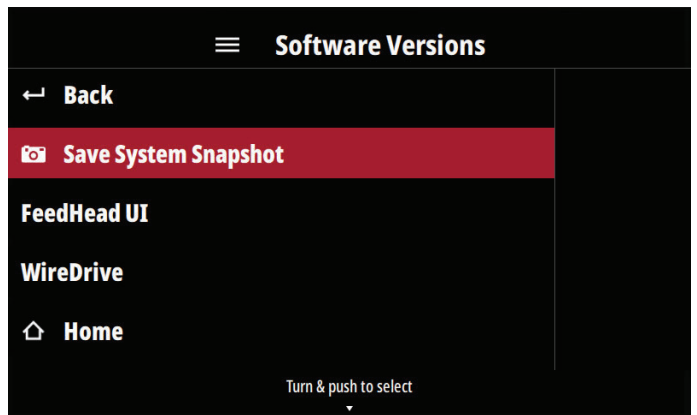 Software Versions
Back
Save System Snapshot
FeedHead UI
WireDrive
Home
Turn & push to select